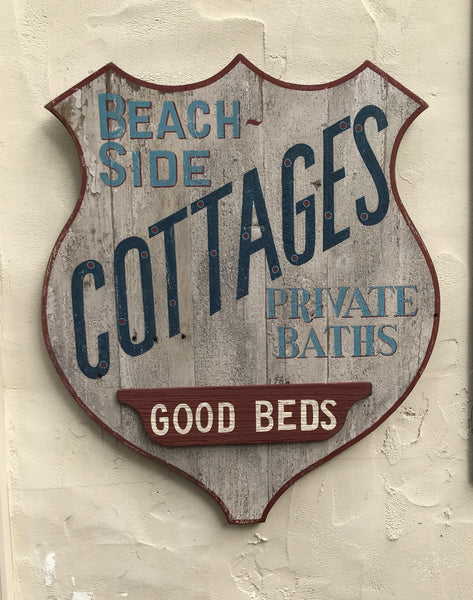 BEACH~
SIDE
COTTAGES
PRIVATE
BATHS
GOOD BEDS